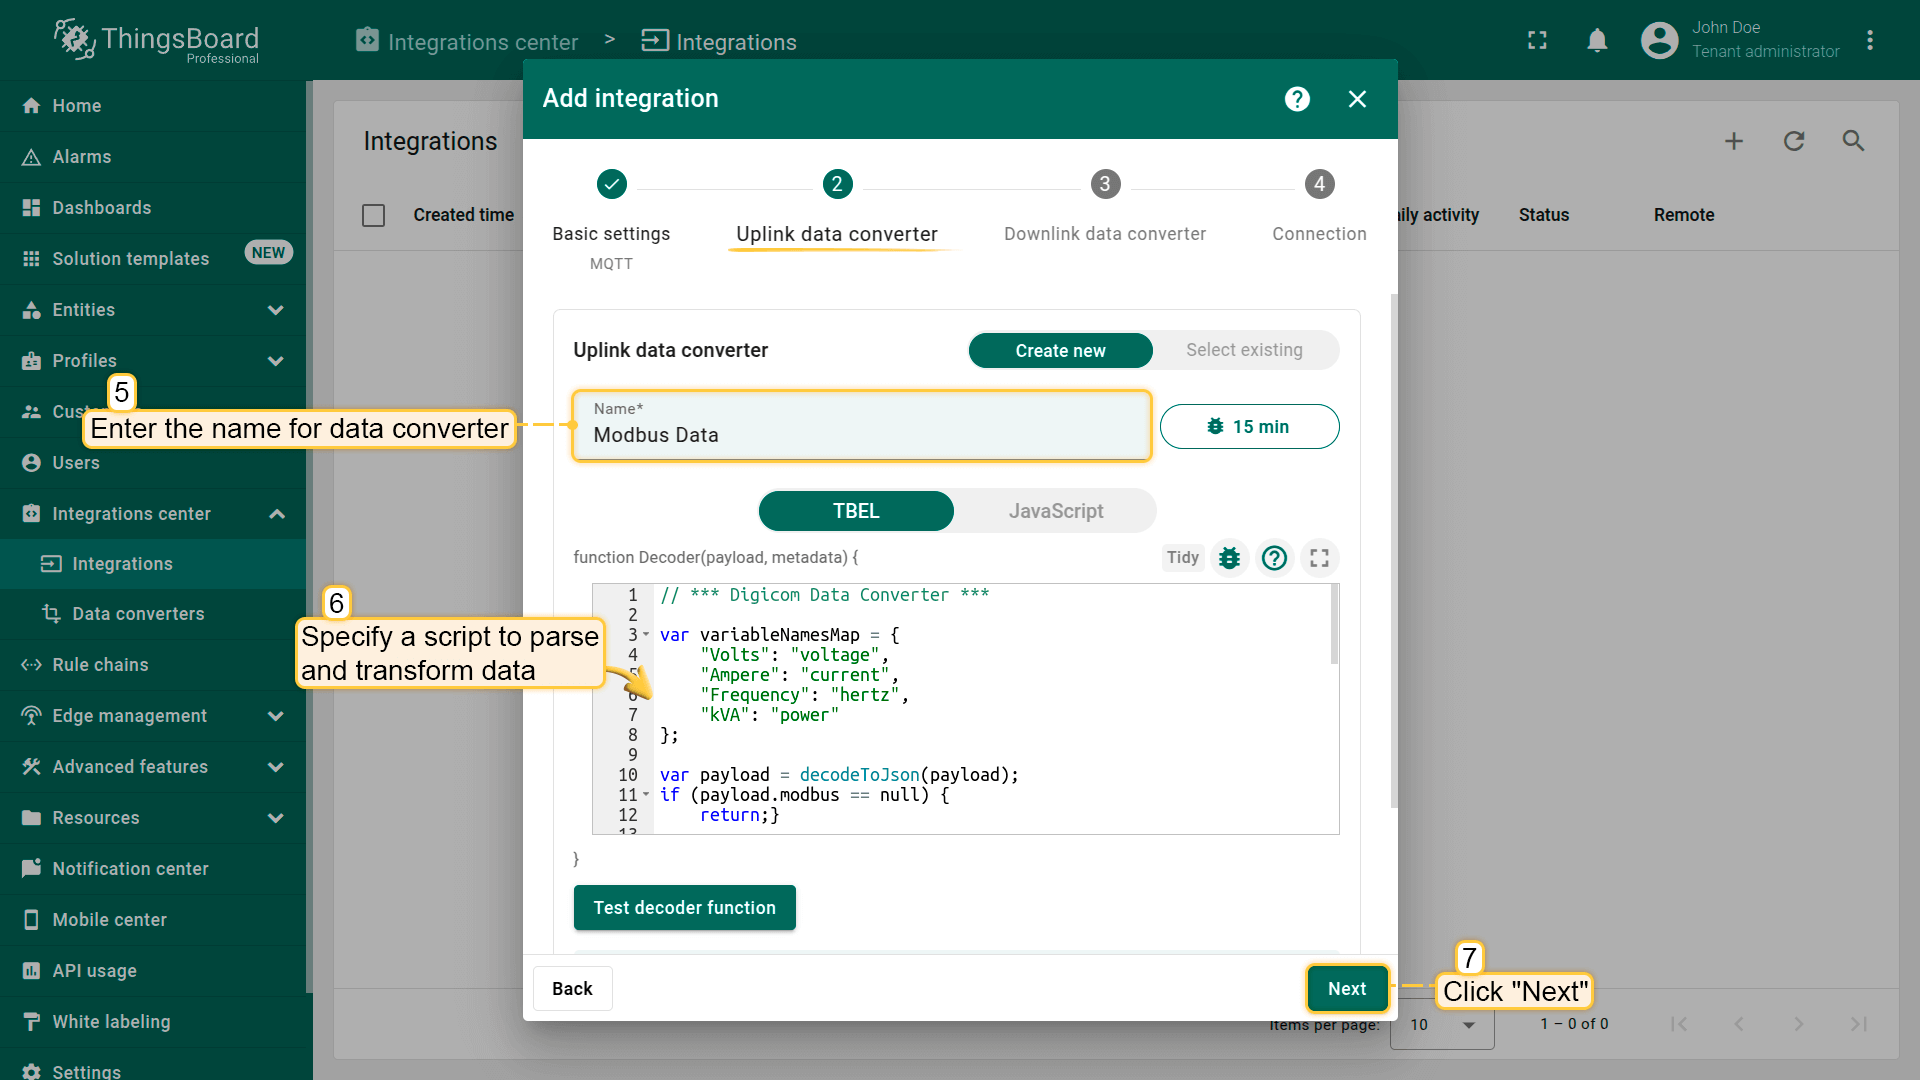 ThingsBoard
Professional
Integrations center > Integrations
John Doe
Tenant administrator
Home
Alarms
Dashboards
Solution templates NEW
Entities
Profiles
Users
Integrations center
Integrations
Data converters
Rule chains
Edge management
Advanced features
Resources
Notification center
Mobile center
API usage
White labeling
Settings
Integrations
Created time
Status
Remote
activity
Add integration
2
3
4
Basic settings
MQTT
Uplink data converter
Downlink data converter
Connection
Uplink data converter
Create new
Select existing
5
Enter the name for data converter
Name*
Modbus Data
15 min
TBEL
JavaScript
function Decoder(payload, metadata) {
Tidy
6
Specify a script to parse
and transform data
1 // *** Digicom Data Converter ***
2
3 var variableNamesMap = {
4 "Volts": "voltage",
5 "Ampere": "current",
6 "Frequency": "hertz",
7 "kVA": "power"
8 };
9
10 var payload = decodeToJson(payload);
11 if (payload.modbus == null) {
12 return;}
13
}
Test decoder function
Back
Next
7
Click "Next"
Items per page:
10
1 – 0 of 0